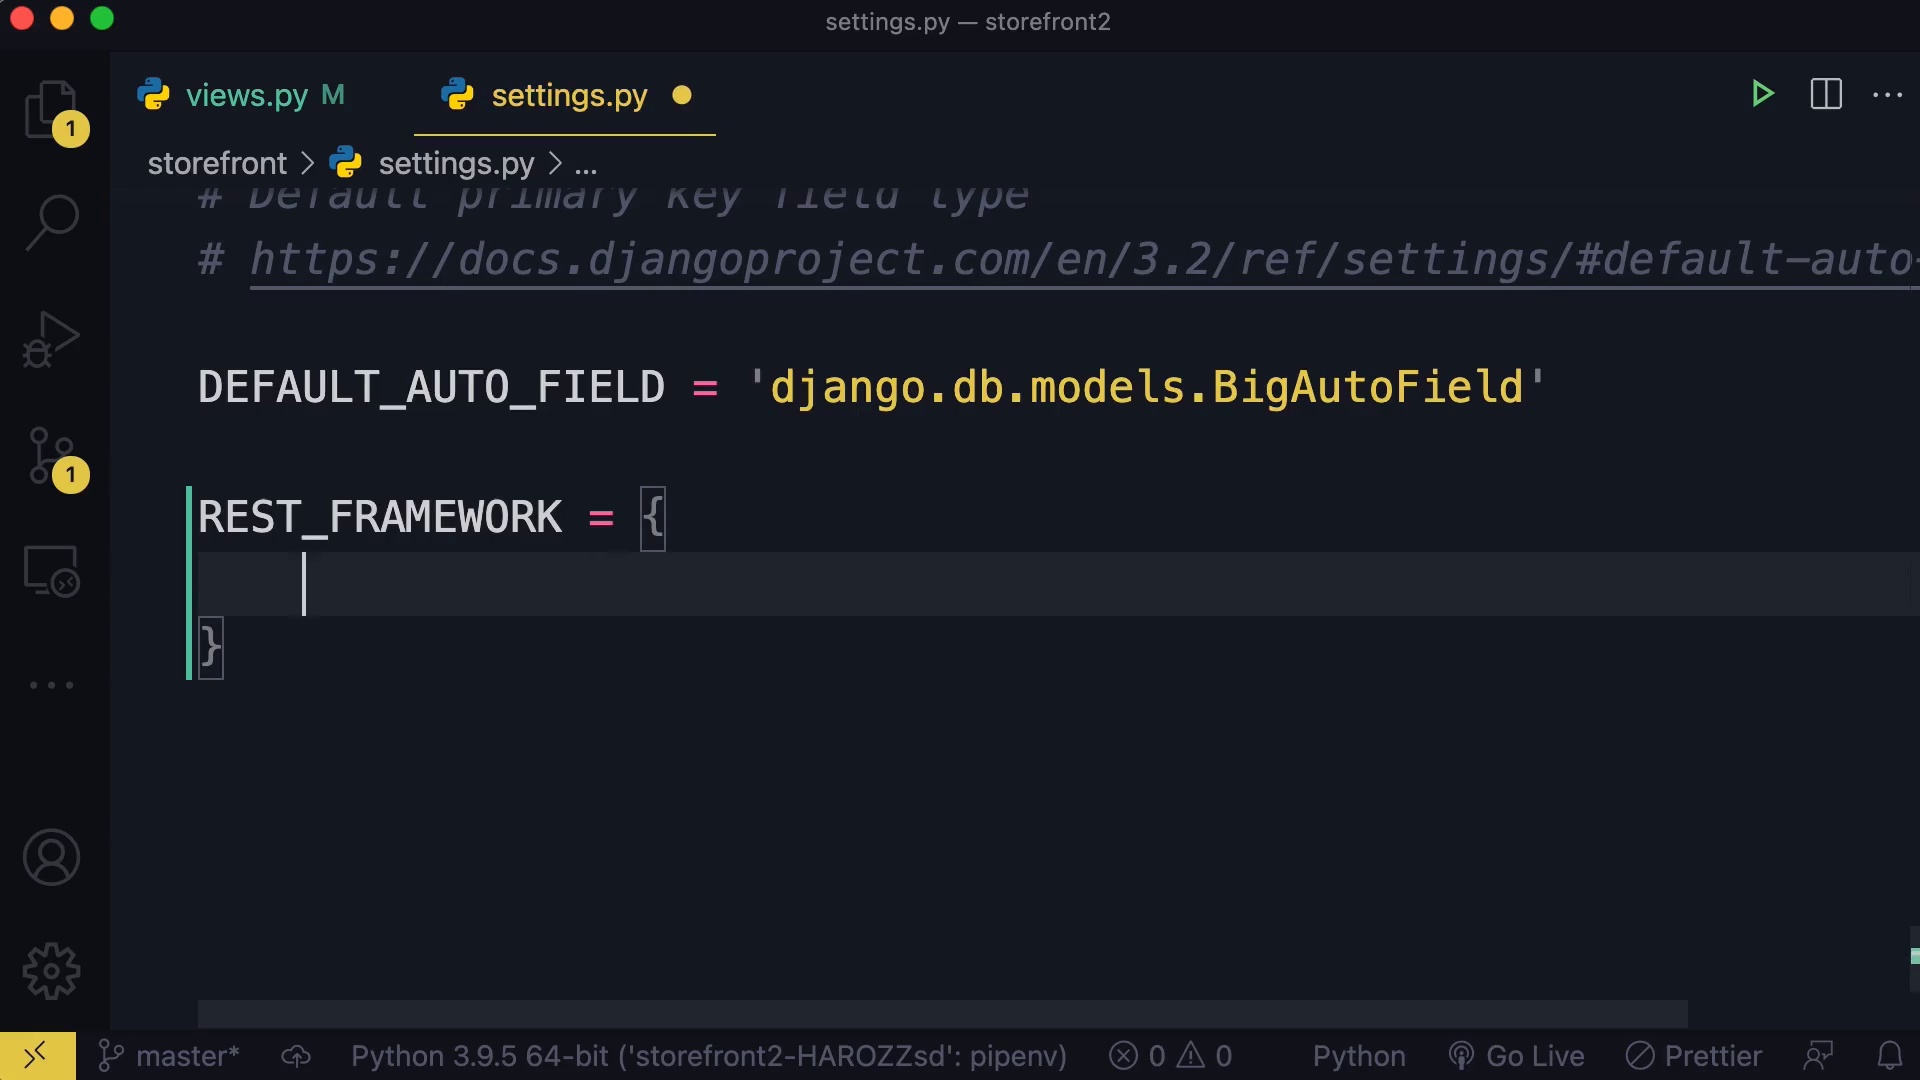 settings.py — storefront2
views.py M
settings.py
storefront > settings.py > ...
# Default primary key field type
# https://docs.djangoproject.com/en/3.2/ref/settings/#default-auto-
DEFAULT_AUTO_FIELD = 'django.db.models.BigAutoField'
REST_FRAMEWORK = {
}
1
1
master* Python 3.9.5 64-bit ('storefront2-HAROZZsd': pipenv) 0 0 Python Go Live Prettier